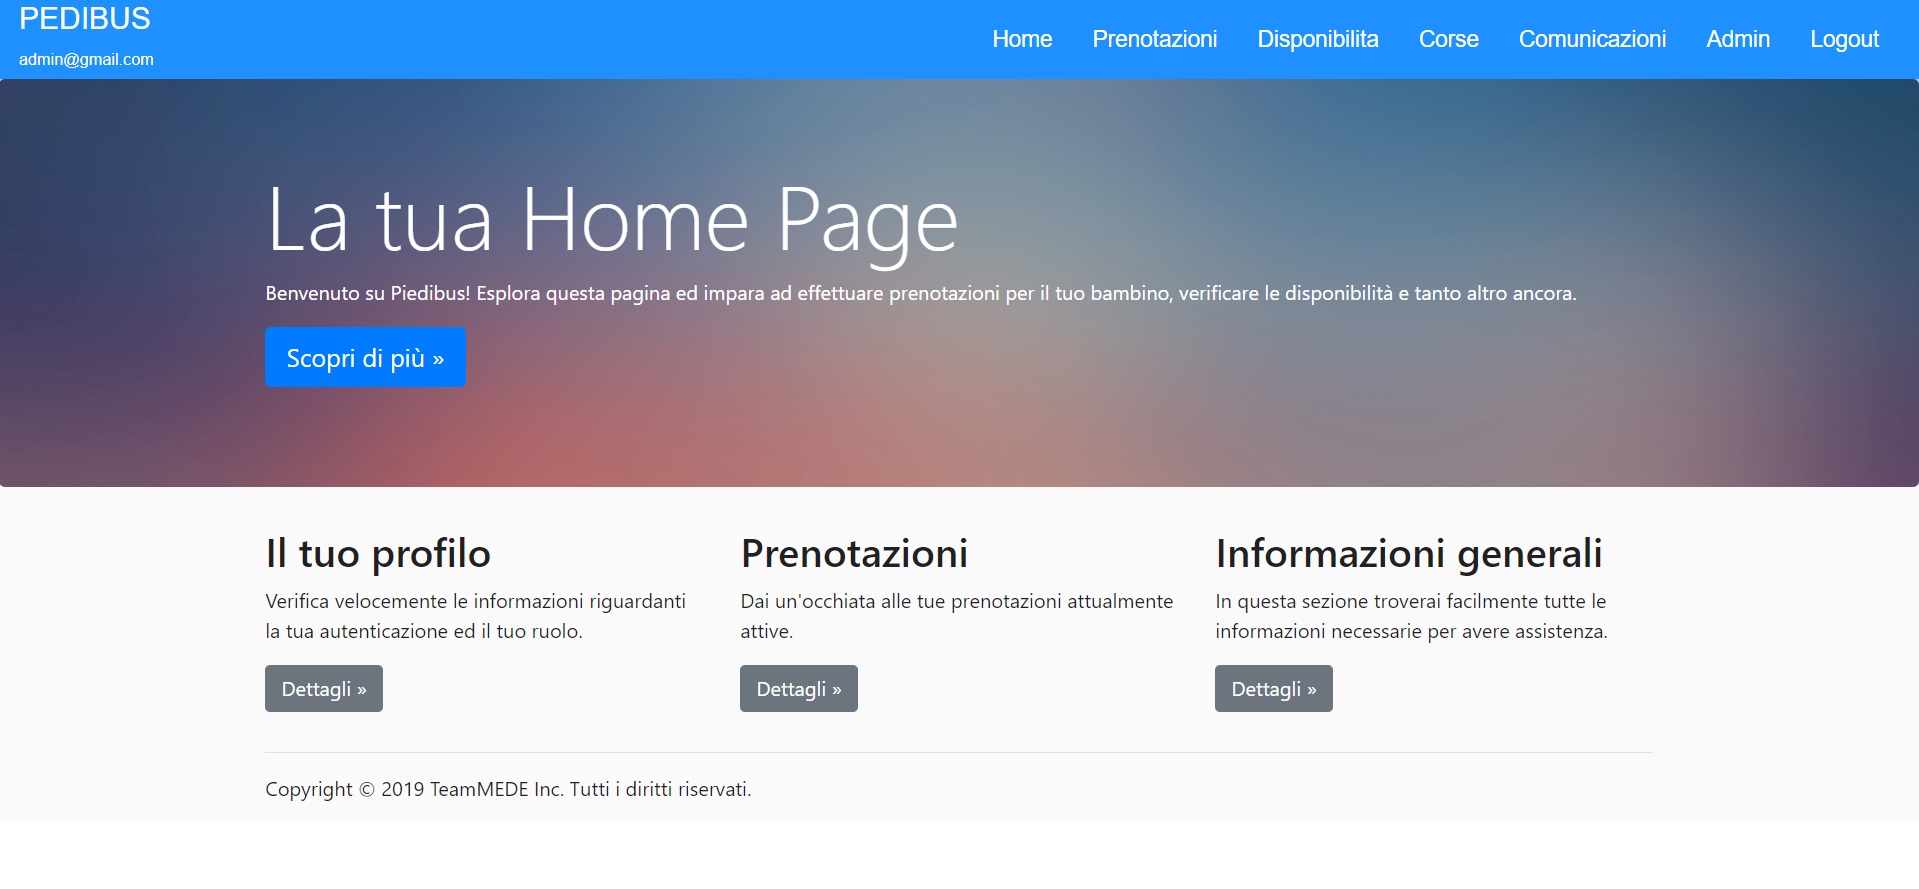 PEDIBUS
admin@gmail.com
Home Prenotazioni Disponibilita Corse Comunicazioni Admin Logout
La tua Home Page
Benvenuto su Piedibus! Esplora questa pagina ed impara ad effettuare prenotazioni per il tuo bambino, verificare le disponibilità e tanto altro ancora.
Scopri di più »
Il tuo profilo
Verifica velocemente le informazioni riguardanti
la tua autenticazione ed il tuo ruolo.
Dettagli »
Prenotazioni
Dai un'occhiata alle tue prenotazioni attualmente
attive.
Dettagli »
Informazioni generali
In questa sezione troverai facilmente tutte le
informazioni necessarie per avere assistenza.
Dettagli »
Copyright © 2019 TeamMEDE Inc. Tutti i diritti riservati.